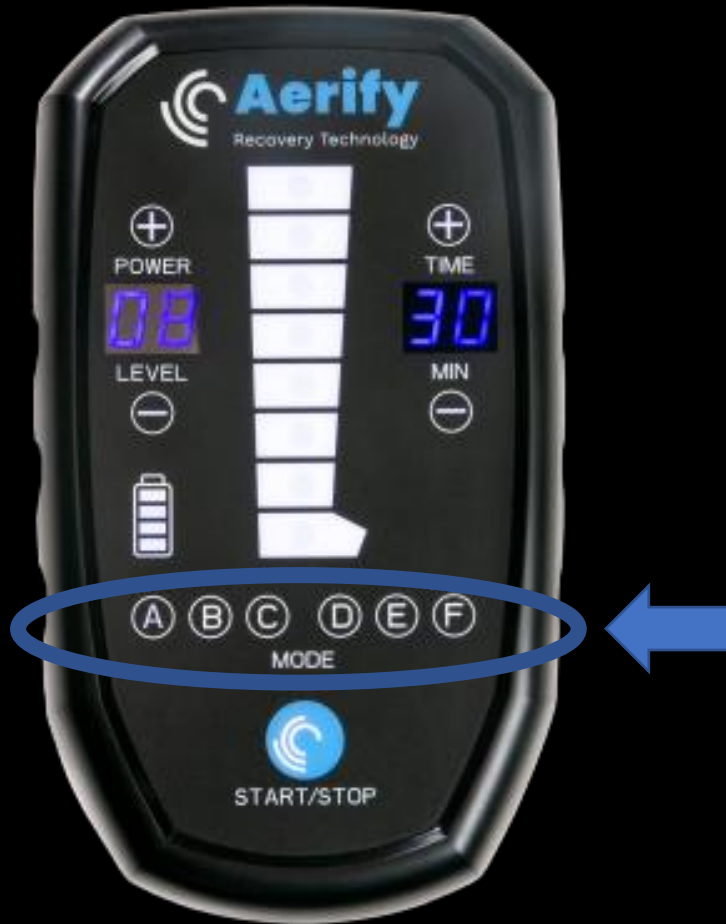 Aerify
Recovery Technology
POWER
08
LEVEL
TIME
30
MIN
A B C D E F
MODE
START/STOP